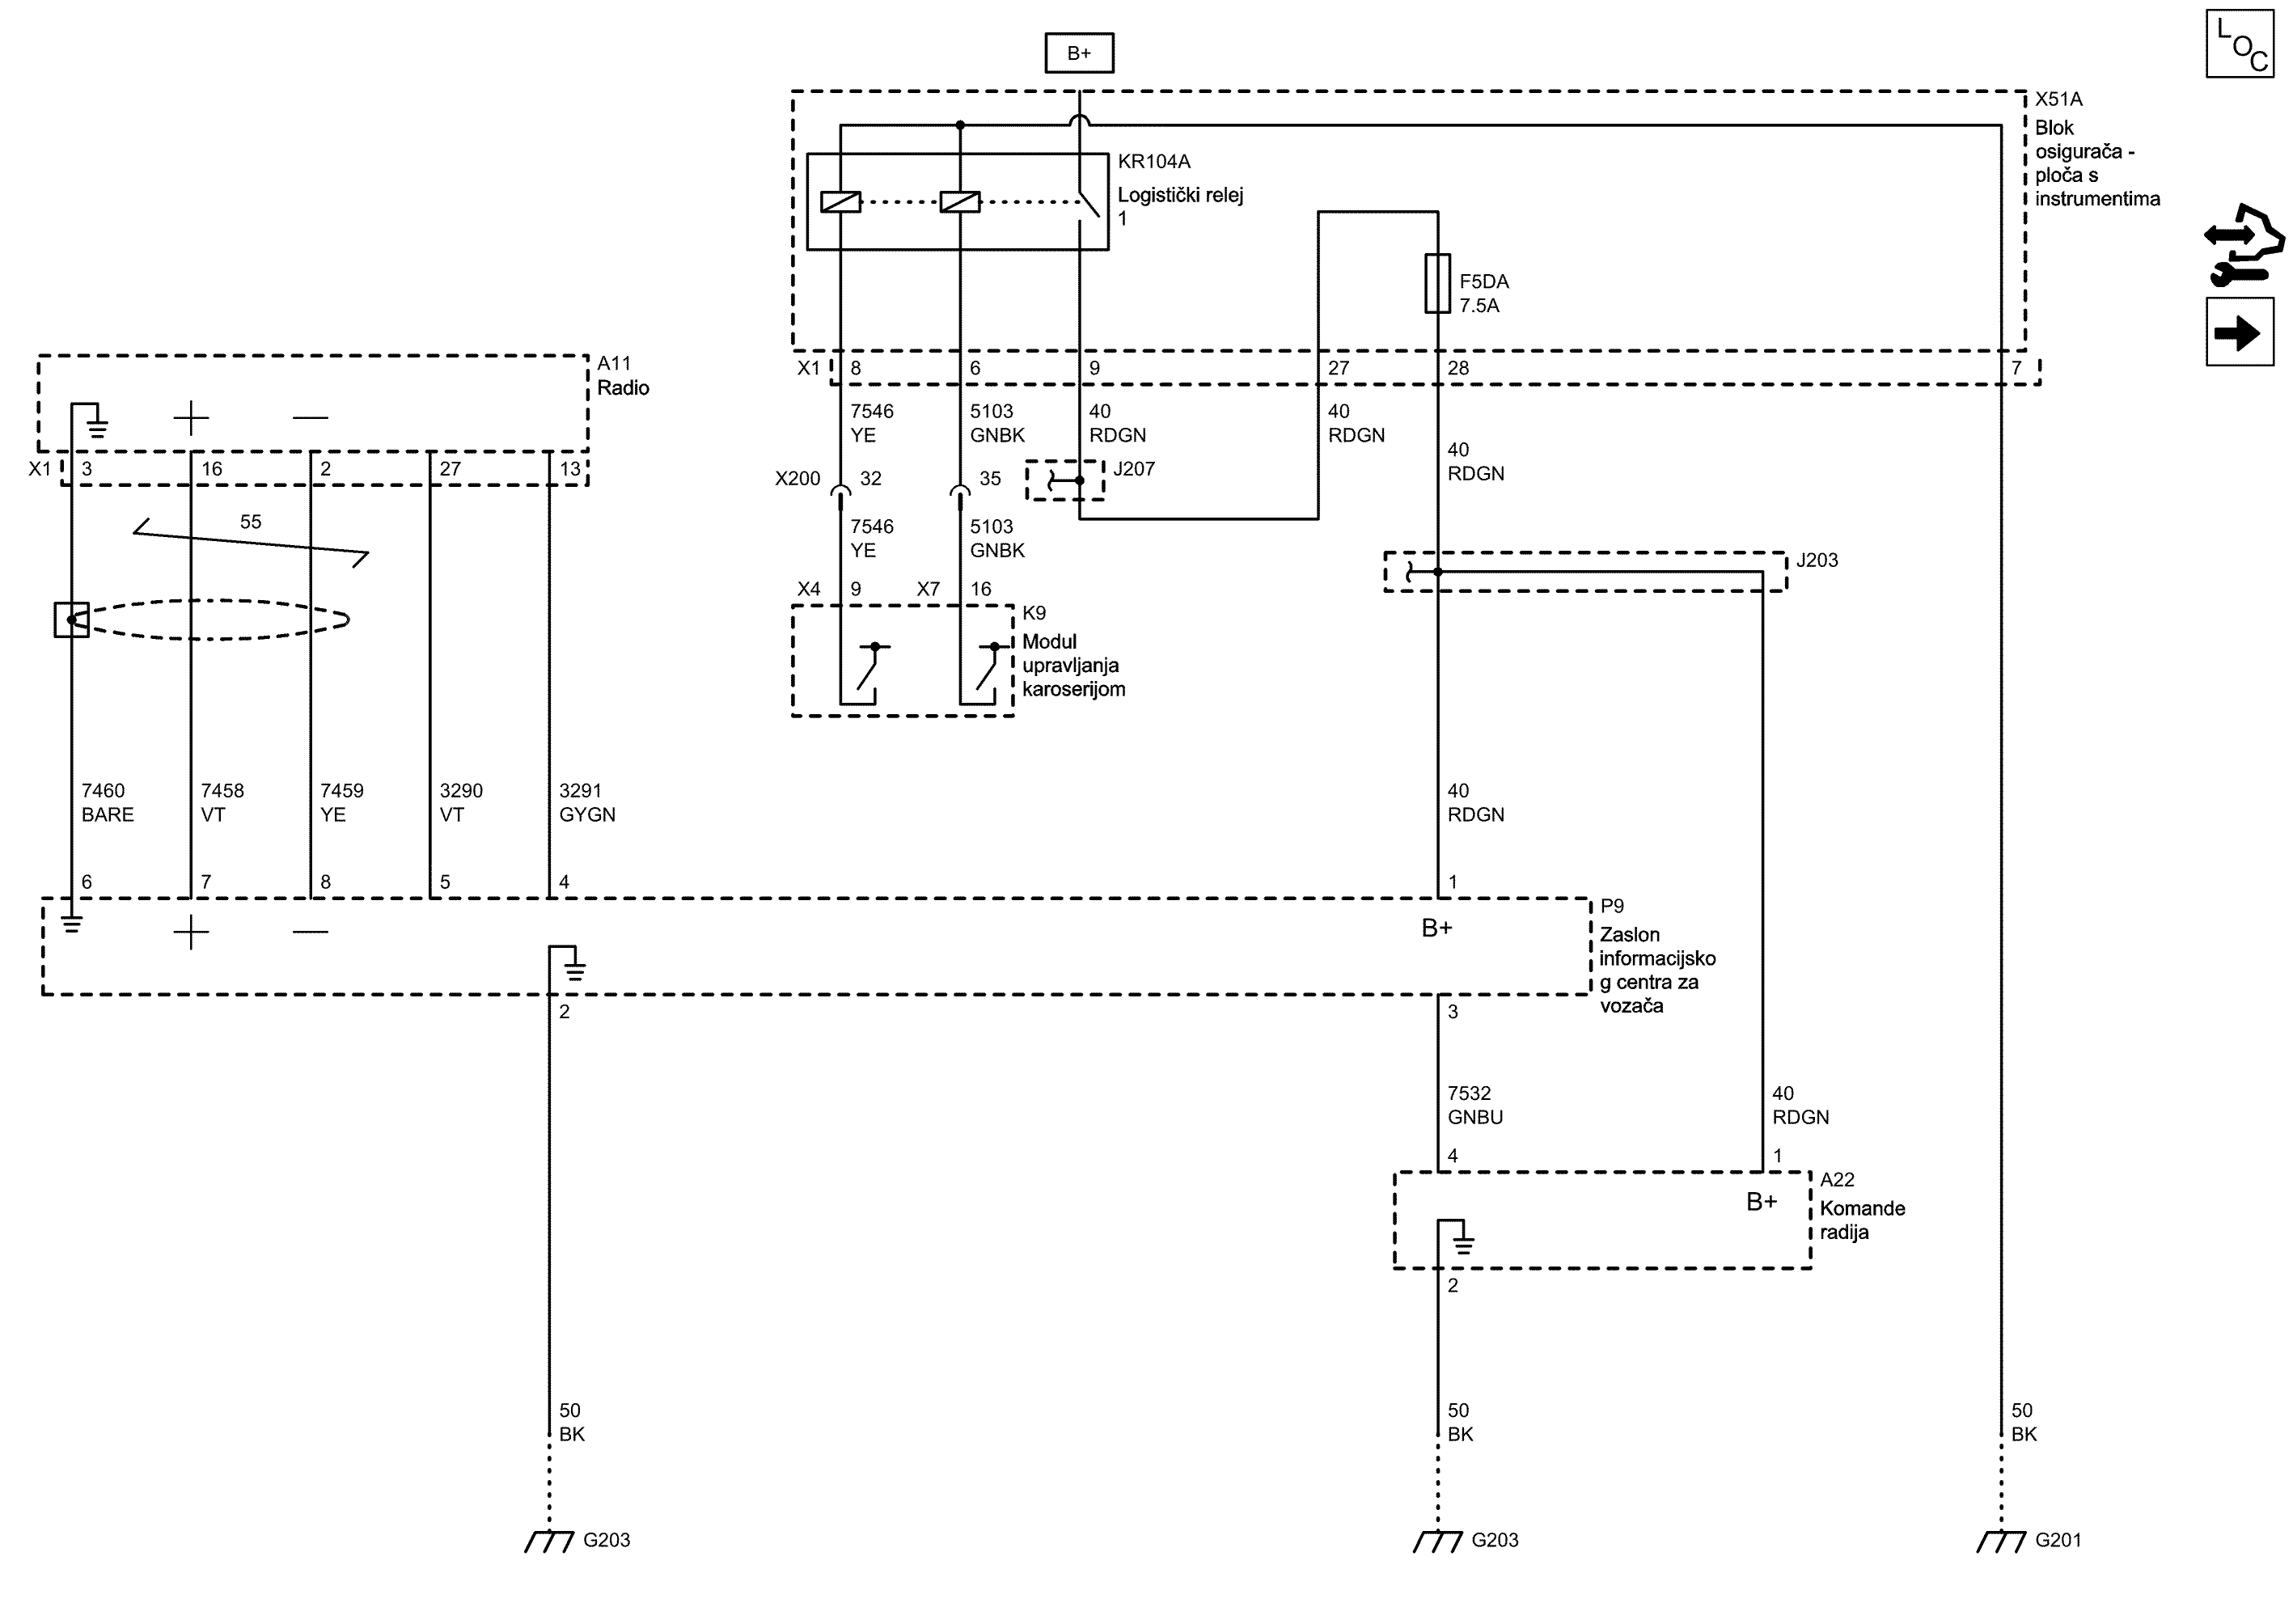 B+
L
O
C
X51A
Blok
osigurača -
ploča s
instrumentima
KR104A
Logistički relej
1
F5DA
7.5A
A11
Radio
X1
8
6
9
27
28
7
7546
YE
5103
GNBK
40
RDGN
40
RDGN
40
RDGN
X1
3
16
2
27
13
J207
X200
32
35
55
7546
YE
5103
GNBK
J203
X4
9
X7
16
K9
Modul
upravljanja
karoserijom
7460
BARE
7458
VT
7459
YE
3290
VT
3291
GYGN
40
RDGN
6
7
8
5
4
1
B+
P9
Zaslon
informacijsko
g centra za
vozača
2
3
7532
GNBU
40
RDGN
4
1
B+
A22
Komande
radija
2
50
BK
50
BK
50
BK
G203
G203
G201